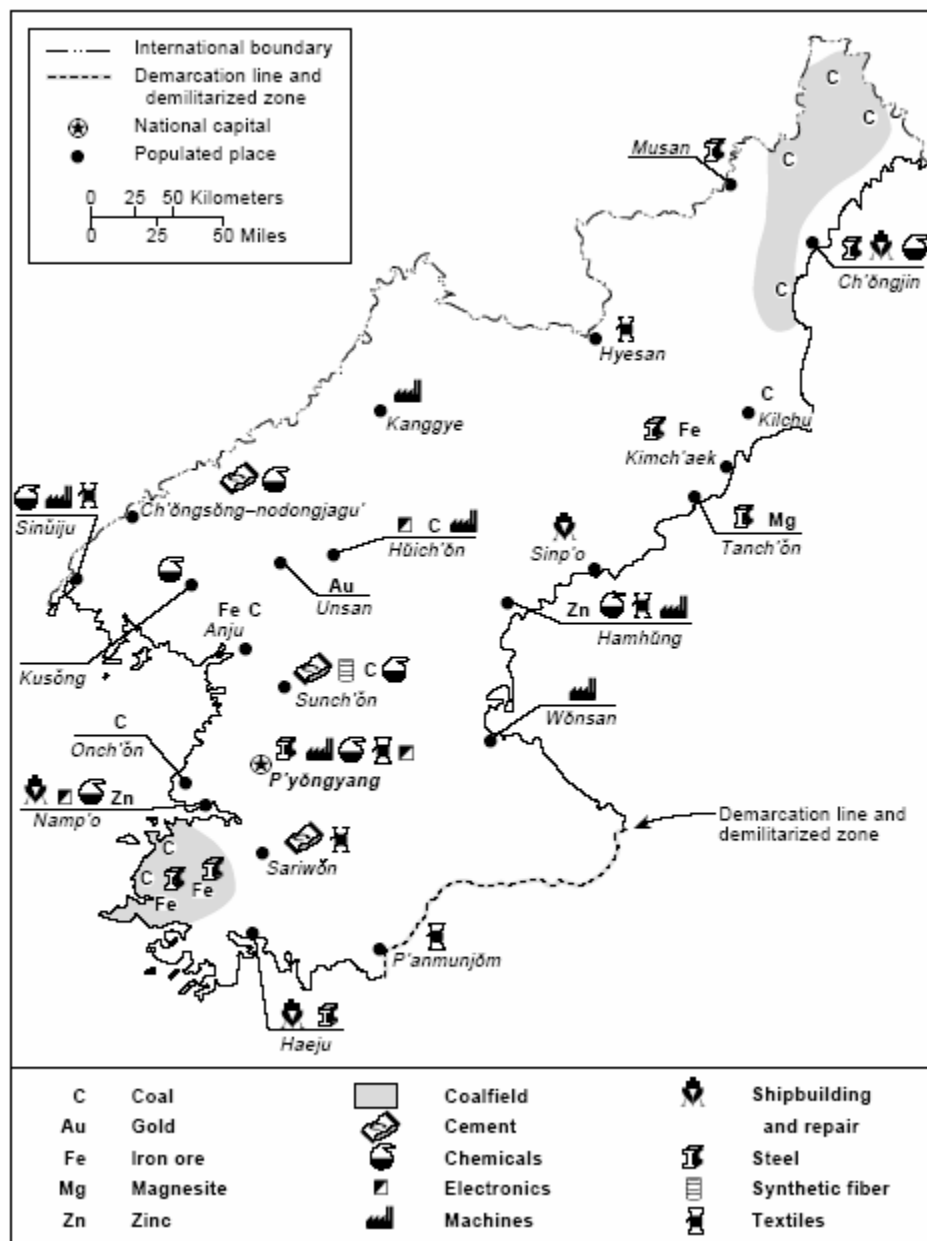 International boundary
Demarcation line and
demilitarized zone
National capital
Populated place
0 25 50 Kilometers
0 25 50 Miles
C
C
Musan
C
Ch'ŏngjin
C
Hyesan
Kanggye
C
Kilchu
Fe
Kimch'aek
Ch'ŏngsŏng–nodongjagu'
Sinŭiju
C
Hŭich'ŏn
Mg
Tanch'ŏn
Sinp'o
Au
Unsan
Zn
Hamhŭng
Fe C
Anju
Kusŏng
C
Sunch'ŏn
Wŏnsan
C
Onch'ŏn
P'yŏngyang
Zn
Namp'o
Demarcation line and
demilitarized zone
Sariwŏn
C
C
Fe
Fe
P'anmunjŏm
Haeju
C Coal
Au Gold
Fe Iron ore
Mg Magnesite
Zn Zinc
Coalfield
Cement
Chemicals
Electronics
Machines
Shipbuilding
and repair
Steel
Synthetic fiber
Textiles